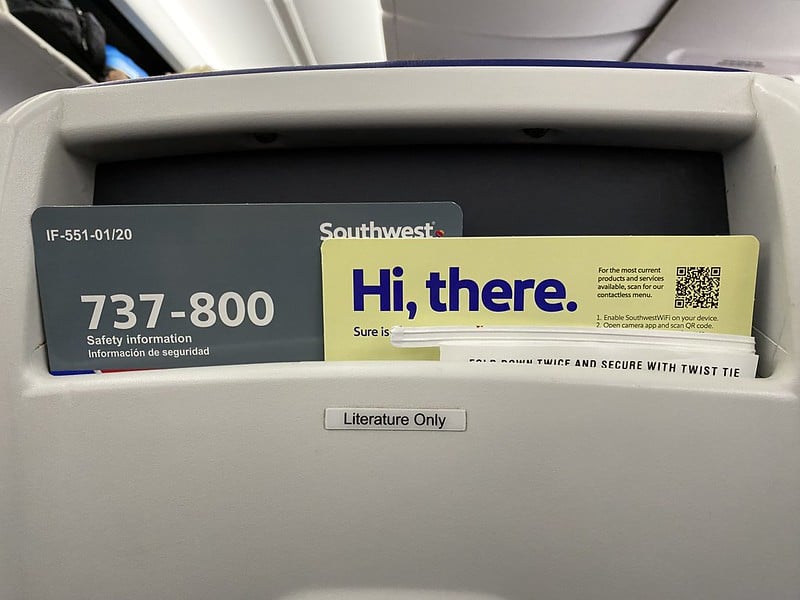 IF-551-01/20
Southwest
737-800
Safety information
Información de seguridad
Hi, there.
Sure is
For the most current
products and services
available, scan for our
contactless menu.
1. Enable SouthwestWiFi on your device.
2. Open camera app and scan QR code.
FOLD DOWN TWICE AND SECURE WITH TWIST TIE
Literature Only